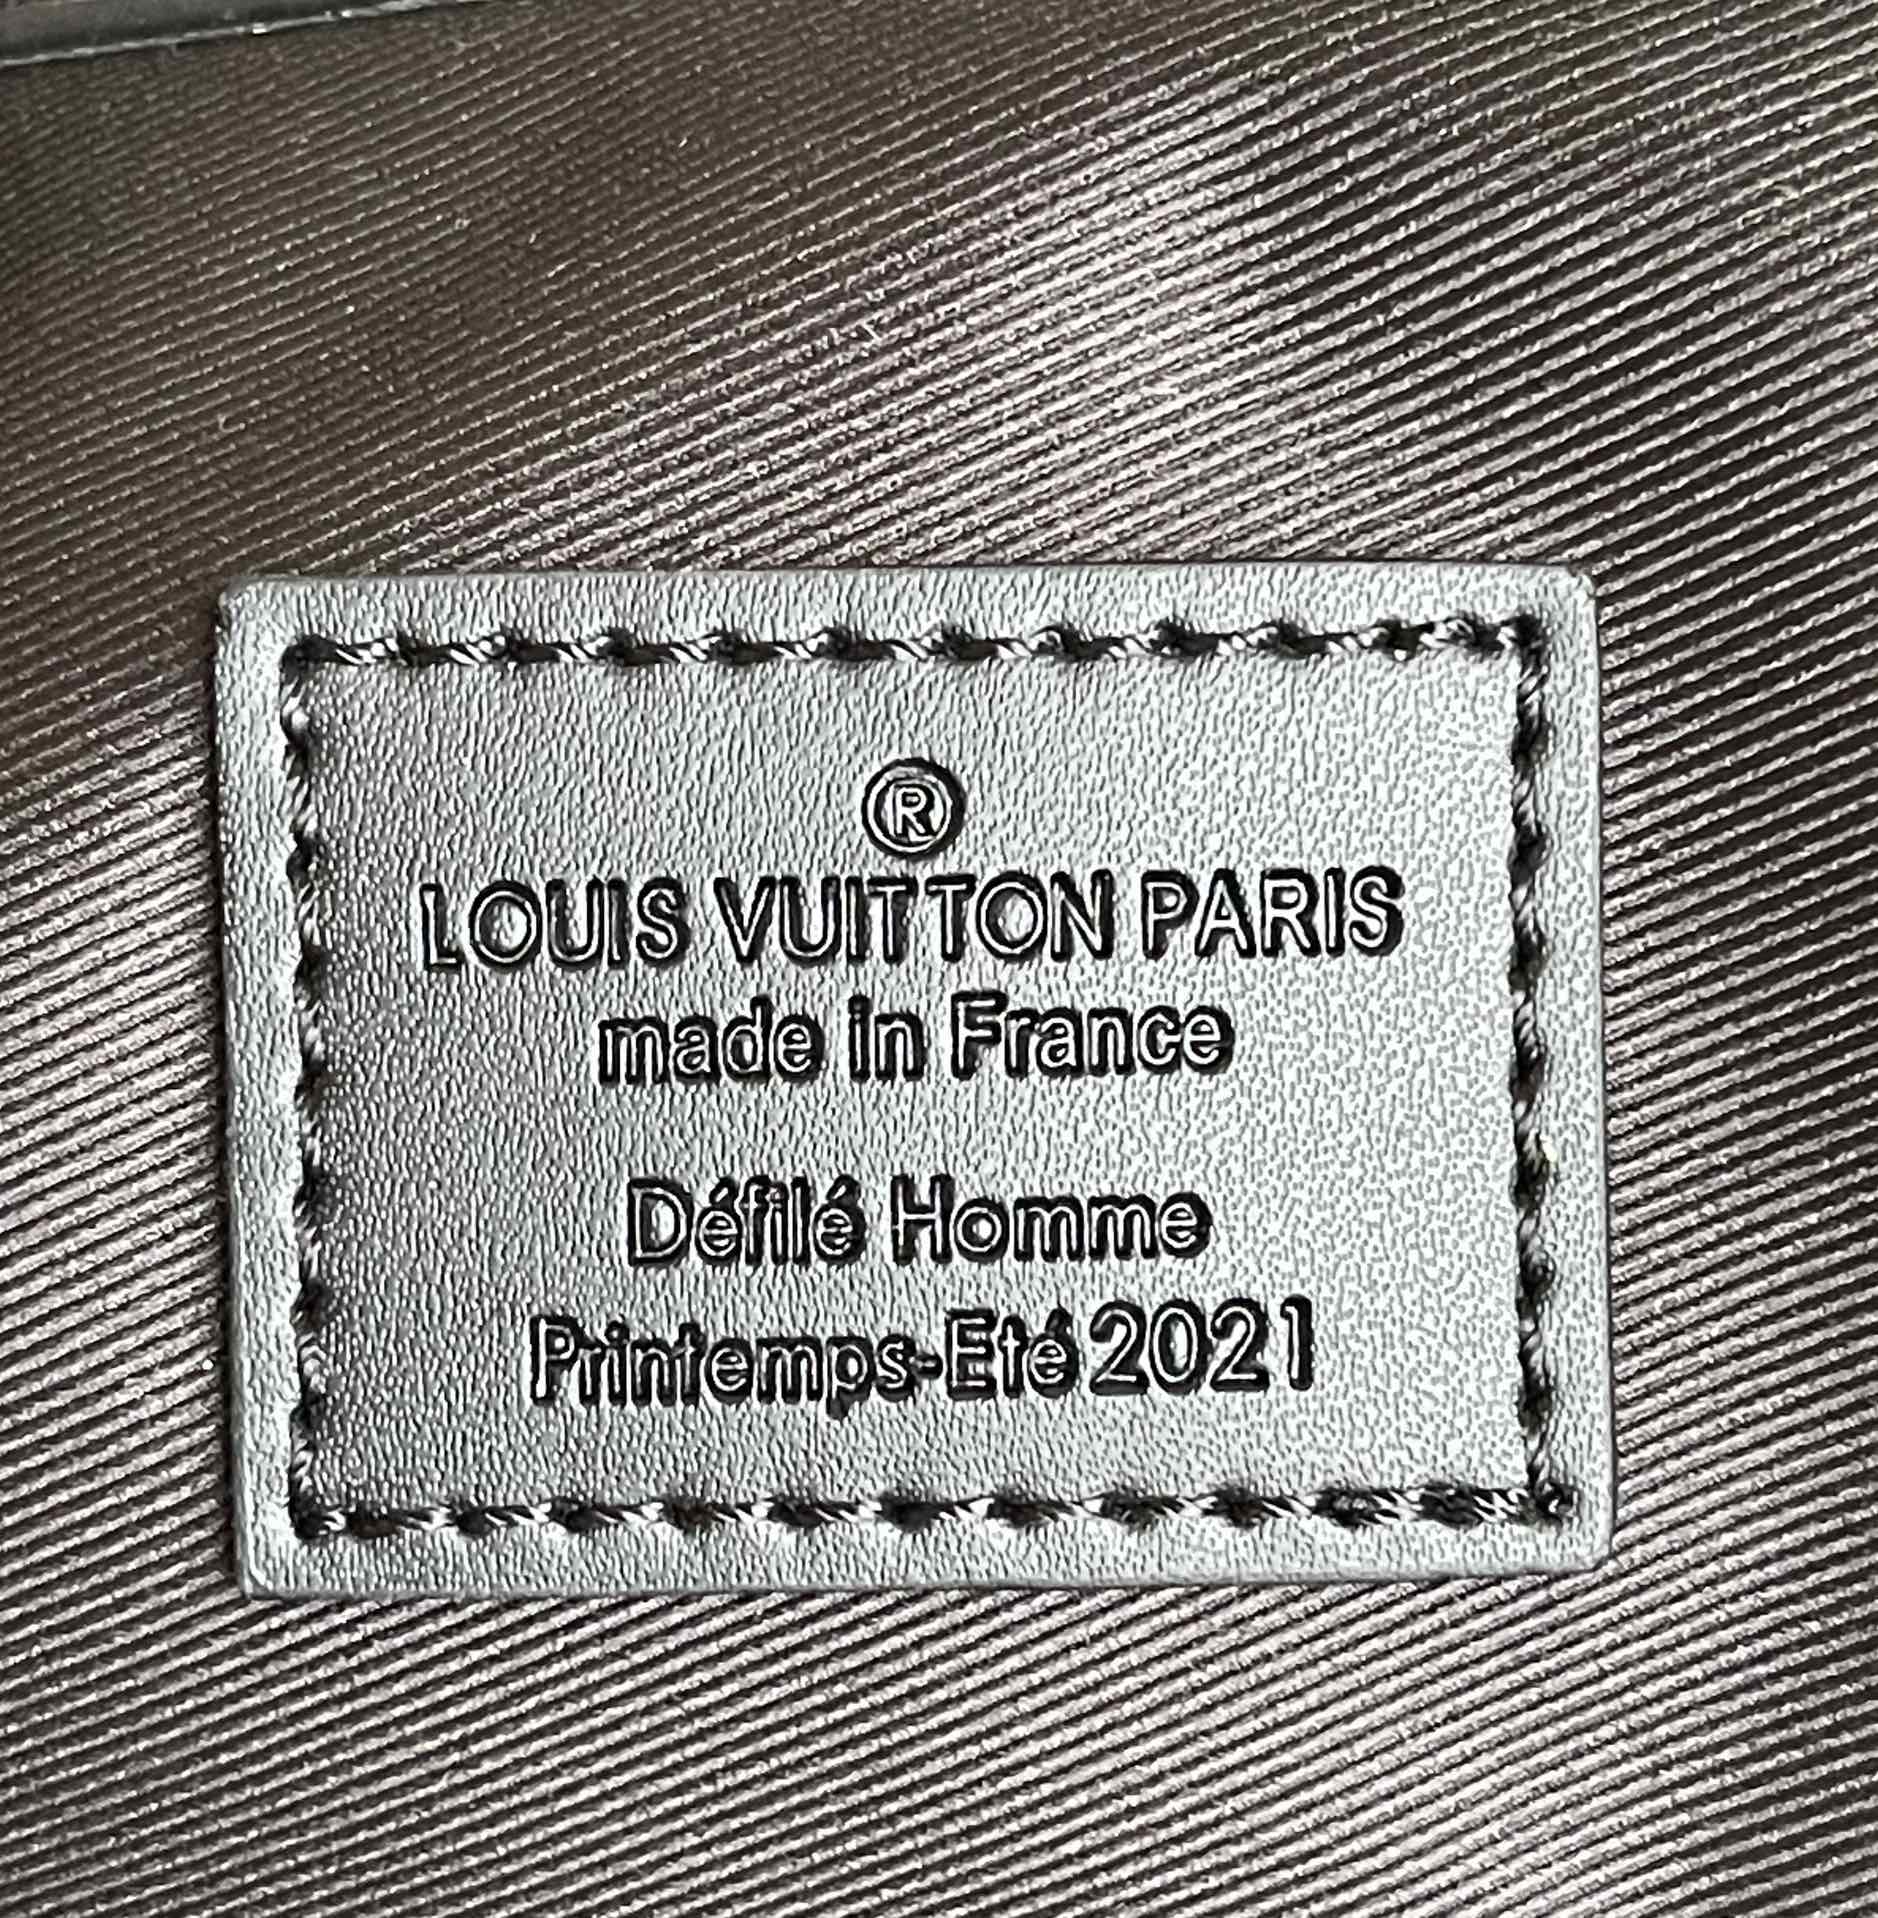 ®
LOUIS VUITTON PARIS
made in France
Défilé Homme
Printemps-Eté 2021